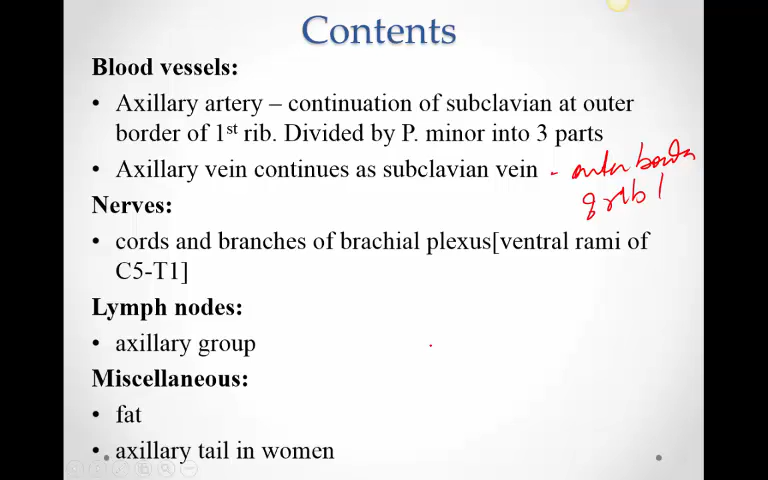 Contents
Blood vessels:
• Axillary artery – continuation of subclavian at outer
border of 1st rib. Divided by P. minor into 3 parts
• Axillary vein continues as subclavian vein - outer border
of rib 1
Nerves:
• cords and branches of brachial plexus[ventral rami of
C5-T1]
Lymph nodes:
• axillary group
Miscellaneous:
• fat
• axillary tail in women